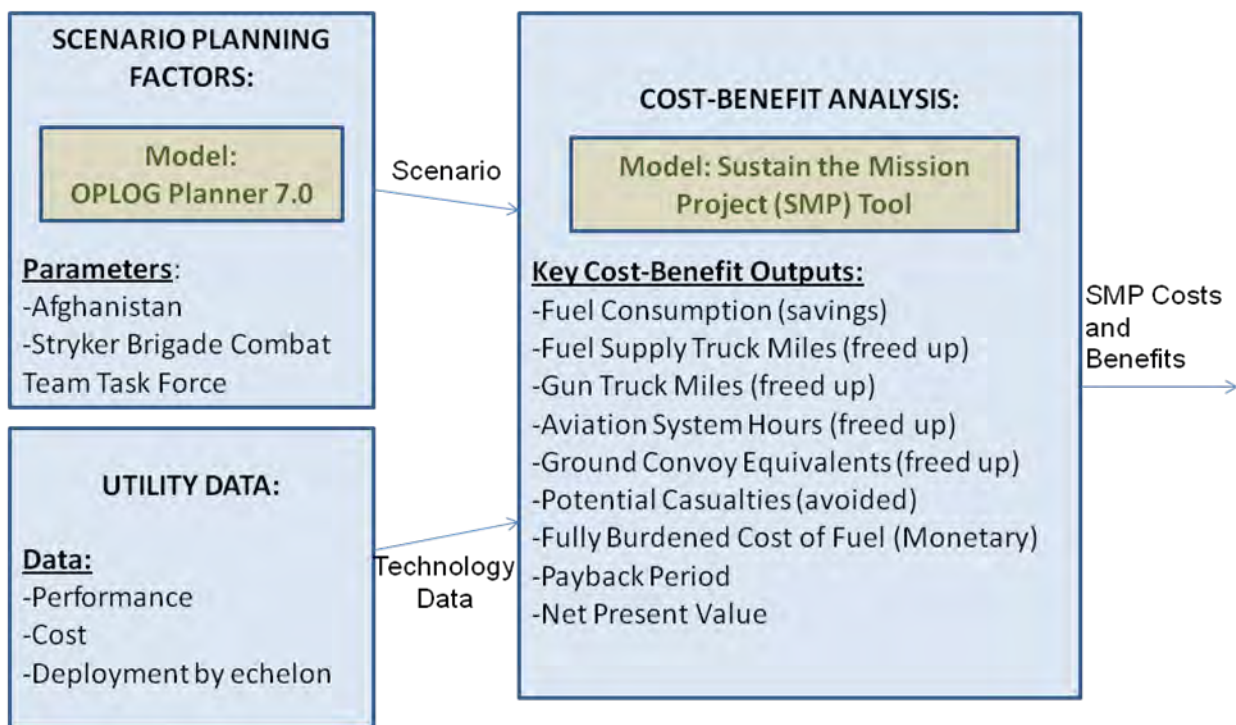 SCENARIO PLANNING
FACTORS:
Model:
OPLOG Planner 7.0
Parameters:
-Afghanistan
-Stryker Brigade Combat
Team Task Force
UTILITY DATA:
Data:
-Performance
-Cost
-Deployment by echelon
Scenario
Technology
Data
COST-BENEFIT ANALYSIS:
Model: Sustain the Mission
Project (SMP) Tool
Key Cost-Benefit Outputs:
-Fuel Consumption (savings)
-Fuel Supply Truck Miles (freed up)
-Gun Truck Miles (freed up)
-Aviation System Hours (freed up)
-Ground Convoy Equivalents (freed up)
-Potential Casualties (avoided)
-Fully Burdened Cost of Fuel (Monetary)
-Payback Period
-Net Present Value
SMP Costs
and
Benefits